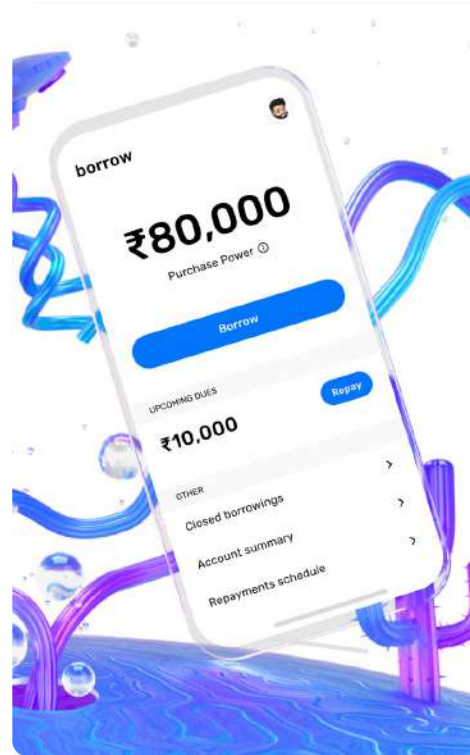 borrow
₹80,000
Purchase Power ⓘ
Borrow
UPCOMING DUES
₹10,000
Repay
OTHER
Closed borrowings
Account summary
Repayments schedule